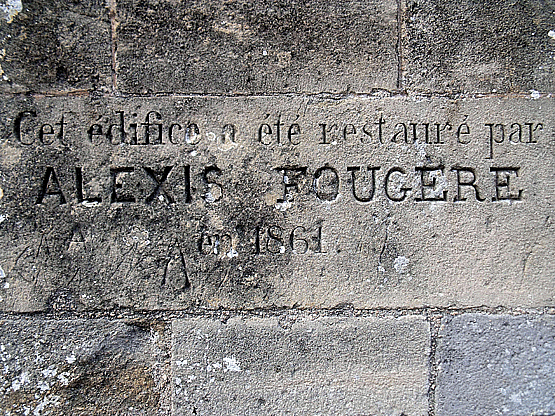 Cet édifice a été restauré par
ALEXIS FOUGÈRE
en 1861.